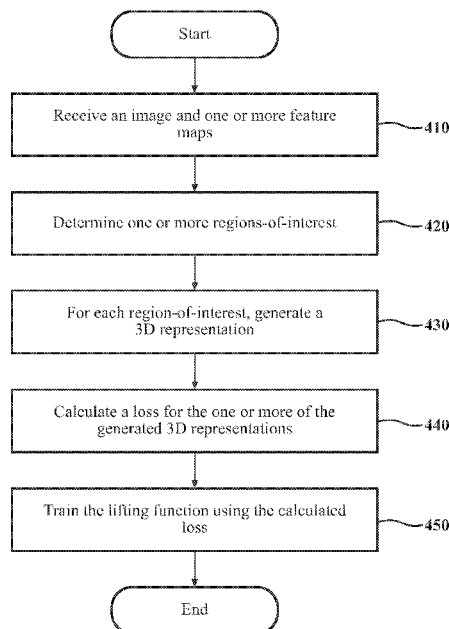 Start
Receive an image and one or more feature
maps
410
Determine one or more regions-of-interest
420
For each region-of-interest, generate a
3D representation
430
Calculate a loss for the one or more of the
generated 3D representations
440
Train the lifting function using the calculated
loss
450
End